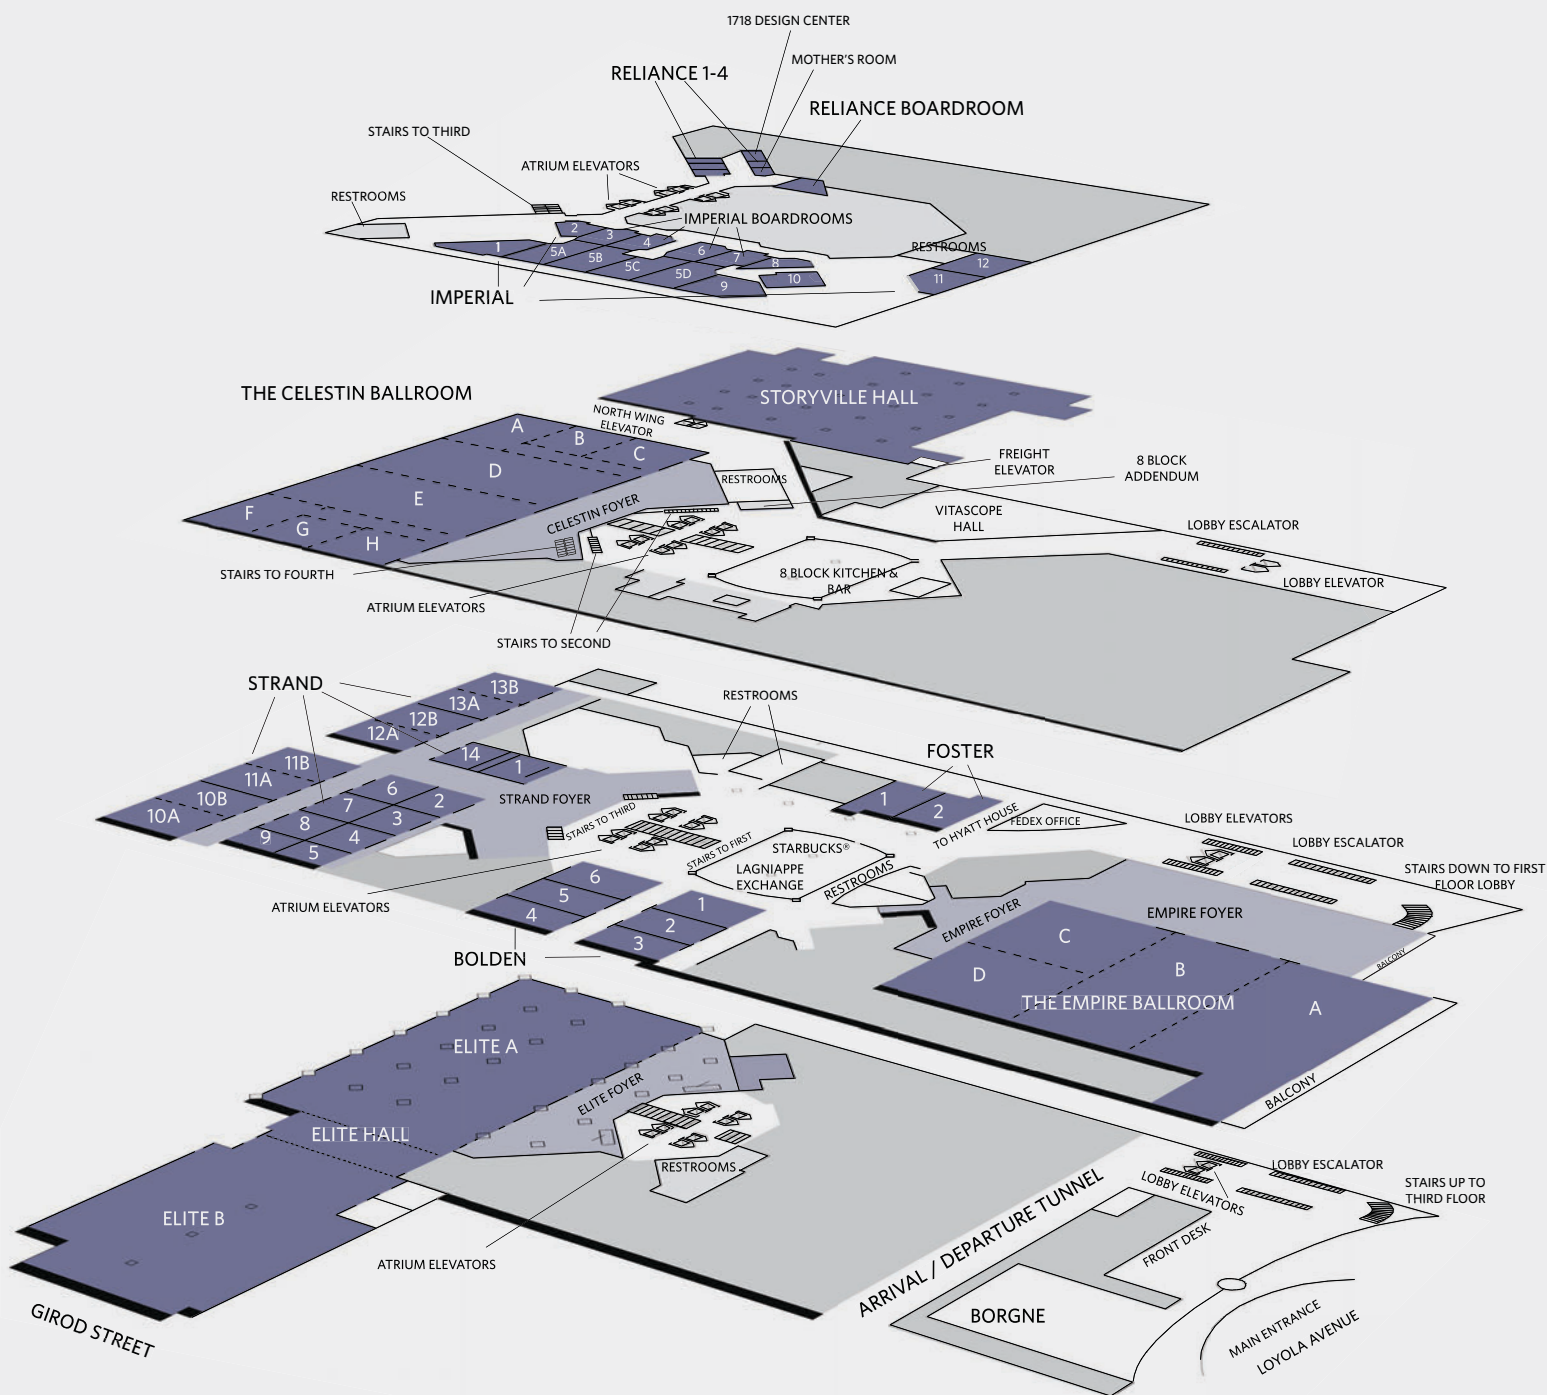 1718 DESIGN CENTER
MOTHER'S ROOM
RELIANCE 1-4
RELIANCE BOARDROOM
STAIRS TO THIRD
ATRIUM ELEVATORS
RESTROOMS
IMPERIAL BOARDROOMS
RESTROOMS
1
2
3
4
5A
5B
5C
5D
6
7
8
9
10
11
12
IMPERIAL
THE CELESTIN BALLROOM
STORYVILLE HALL
NORTH WING
ELEVATOR
A
B
C
D
E
F
G
H
RESTROOMS
CELESTIN FOYER
FREIGHT
ELEVATOR
8 BLOCK
ADDENDUM
VITASCOPE
HALL
LOBBY ESCALATOR
LOBBY ELEVATOR
8 BLOCK KITCHEN &
BAR
STAIRS TO FOURTH
ATRIUM ELEVATORS
STAIRS TO SECOND
STRAND
13B
13A
12B
12A
11B
11A
10B
10A
14
1
6
2
7
3
8
4
9
5
STRAND FOYER
RESTROOMS
FOSTER
1
2
TO HYATT HOUSE
FEDEX OFFICE
LOBBY ELEVATORS
LOBBY ESCALATOR
STAIRS DOWN TO FIRST
FLOOR LOBBY
STAIRS TO THIRD
STAIRS TO FIRST
STARBUCKS®
LAGNIAPPE
EXCHANGE
RESTROOMS
ATRIUM ELEVATORS
6
5
4
1
2
3
BOLDEN
EMPIRE FOYER
EMPIRE FOYER
C
D
B
A
THE EMPIRE BALLROOM
BALCONY
BALCONY
ELITE A
ELITE FOYER
ELITE HALL
ELITE B
RESTROOMS
ATRIUM ELEVATORS
GIROD STREET
ARRIVAL / DEPARTURE TUNNEL
LOBBY ELEVATORS
LOBBY ESCALATOR
STAIRS UP TO
THIRD FLOOR
FRONT DESK
BORGNE
MAIN ENTRANCE
LOYOLA AVENUE